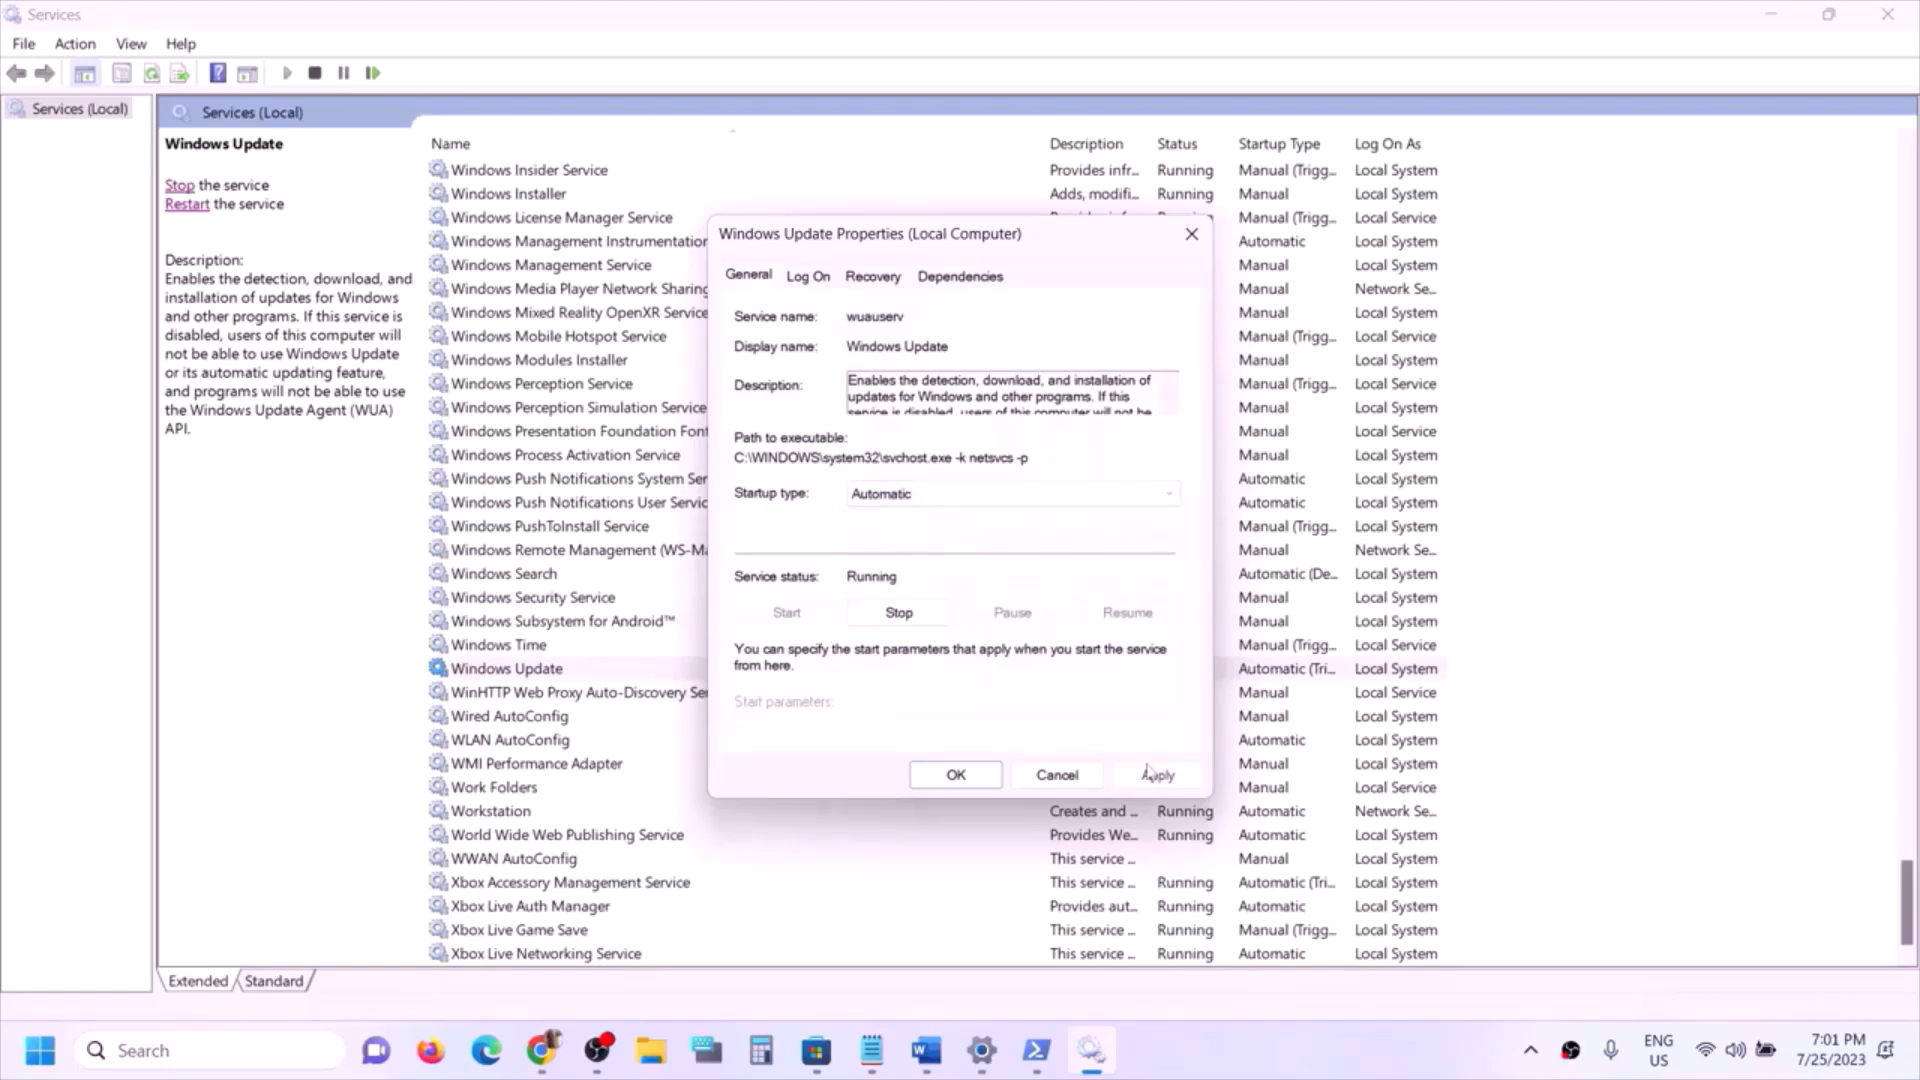 Services
File Action View Help
Services (Local)
Services (Local)
Windows Update
Stop the service
Restart the service
Description:
Enables the detection, download, and
installation of updates for Windows
and other programs. If this service is
disabled, users of this computer will
not be able to use Windows Update
or its automatic updating feature,
and programs will not be able to use
the Windows Update Agent (WUA)
API.
Name Description Status Startup Type Log On As
Windows Insider Service Provides infr... Running Manual (Trigg... Local System
Windows Installer Adds, modifi... Running Manual Local System
Windows License Manager Service Manual (Trigg... Local Service
Windows Management Instrumentation Automatic Local System
Windows Management Service Manual Local System
Windows Media Player Network Sharing Manual Network Se...
Windows Mixed Reality OpenXR Service Manual Local System
Windows Mobile Hotspot Service Manual (Trigg... Local Service
Windows Modules Installer Manual Local System
Windows Perception Service Manual (Trigg... Local Service
Windows Perception Simulation Service Manual Local System
Windows Presentation Foundation Font Manual Local Service
Windows Process Activation Service Manual Local System
Windows Push Notifications System Ser Automatic Local System
Windows Push Notifications User Servic Automatic Local System
Windows PushToInstall Service Manual (Trigg... Local System
Windows Remote Management (WS-Ma Manual Network Se...
Windows Search Automatic (De... Local System
Windows Security Service Manual Local System
Windows Subsystem for Android™ Manual Local System
Windows Time Manual (Trigg... Local Service
Windows Update Automatic (Tri... Local System
WinHTTP Web Proxy Auto-Discovery Ser Manual Local Service
Wired AutoConfig Manual Local System
WLAN AutoConfig Automatic Local System
WMI Performance Adapter Manual Local System
Work Folders Manual Local Service
Workstation Creates and ... Running Automatic Network Se...
World Wide Web Publishing Service Provides We... Running Automatic Local System
WWAN AutoConfig This service ... Manual Local System
Xbox Accessory Management Service This service ... Running Automatic (Tri... Local System
Xbox Live Auth Manager Provides aut... Running Automatic Local System
Xbox Live Game Save This service ... Running Manual (Trigg... Local System
Xbox Live Networking Service This service ... Running Automatic Local System
Windows Update Properties (Local Computer)
General Log On Recovery Dependencies
Service name: wuauserv
Display name: Windows Update
Description: Enables the detection, download, and installation of
updates for Windows and other programs. If this
service is disabled, users of this computer will not be
Path to executable:
C:\WINDOWS\system32\svchost.exe -k netsvcs -p
Startup type: Automatic
Service status: Running
Start Stop Pause Resume
You can specify the start parameters that apply when you start the service
from here.
Start parameters:
OK Cancel Apply
Extended Standard
Search
ENG
US
7:01 PM
7/25/2023